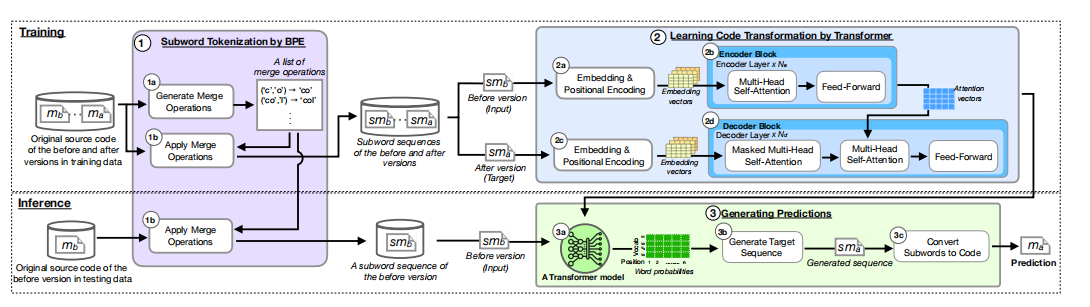 Training
1 Subword Tokenization by BPE
A list of
merge operations
1a
Generate Merge
Operations
('c','o') → 'co'
('co','l') → 'col'
⋮
⋮
m_b ... m_a
Original source code
of the before and after
versions in training data
1b
Apply Merge
Operations
sm_b ... sm_a
Subword sequences
of the before and after
versions
sm_b
Before version
(Input)
sm_a
After version
(Target)
2 Learning Code Transformation by Transformer
2a
Embedding &
Positional Encoding
Embedding
vectors
2b
Encoder Block
Encoder Layer x N_e
Multi-Head
Self-Attention
Feed-Forward
Attention
vectors
2c
Embedding &
Positional Encoding
Embedding
vectors
2d
Decoder Block
Decoder Layer x N_d
Masked Multi-Head
Self-Attention
Multi-Head
Self-Attention
Feed-Forward
Inference
m_b
Original source code of the
before version in testing data
1b
Apply Merge
Operations
sm_b
A subword sequence of
the before version
sm_b
Before version
(Input)
3 Generating Predictions
3a
A Transformer model
Vocab
Position
1 2
Word probabilities
3b
Generate Target
Sequence
sm_a
Generated sequence
3c
Convert
Subwords to Code
m_a
Prediction